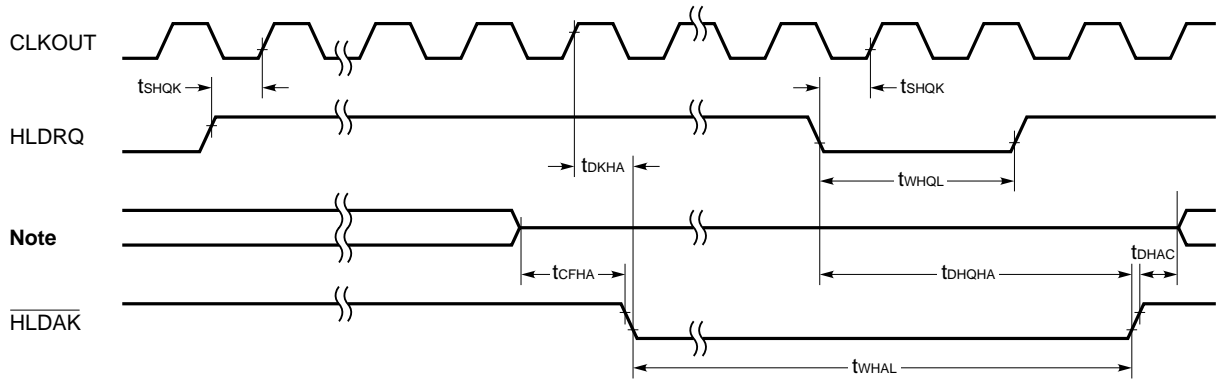 CLKOUT
tSHQK
tSHQK
HLDRQ
tDKHA
tWHQL
Note
tCFHA
tDHQHA
tDHAC
HLDAK
tWHAL